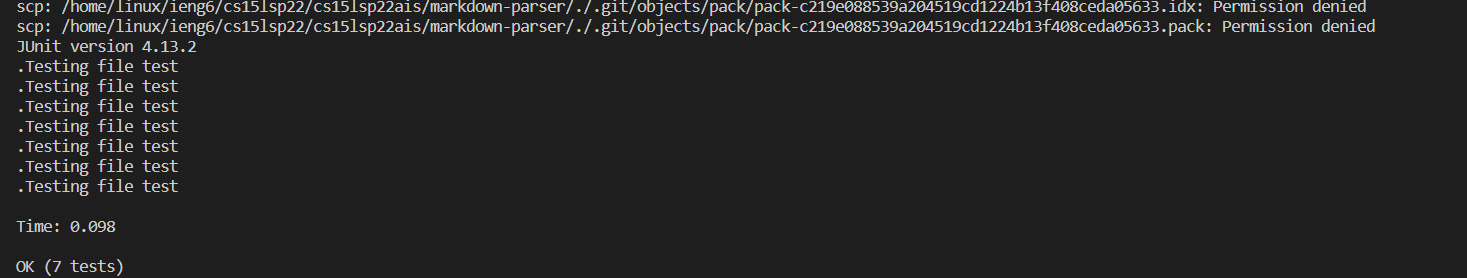 scp: /home/linux/ieng6/cs15lsp22/cs15lsp22ais/markdown-parser/./.git/objects/pack/pack-c219e088539a204519cd1224b13f408ceda05633.idx: Permission denied
scp: /home/linux/ieng6/cs15lsp22/cs15lsp22ais/markdown-parser/./.git/objects/pack/pack-c219e088539a204519cd1224b13f408ceda05633.pack: Permission denied
JUnit version 4.13.2
.Testing file test
.Testing file test
.Testing file test
.Testing file test
.Testing file test
.Testing file test
.Testing file test
Time: 0.098
OK (7 tests)